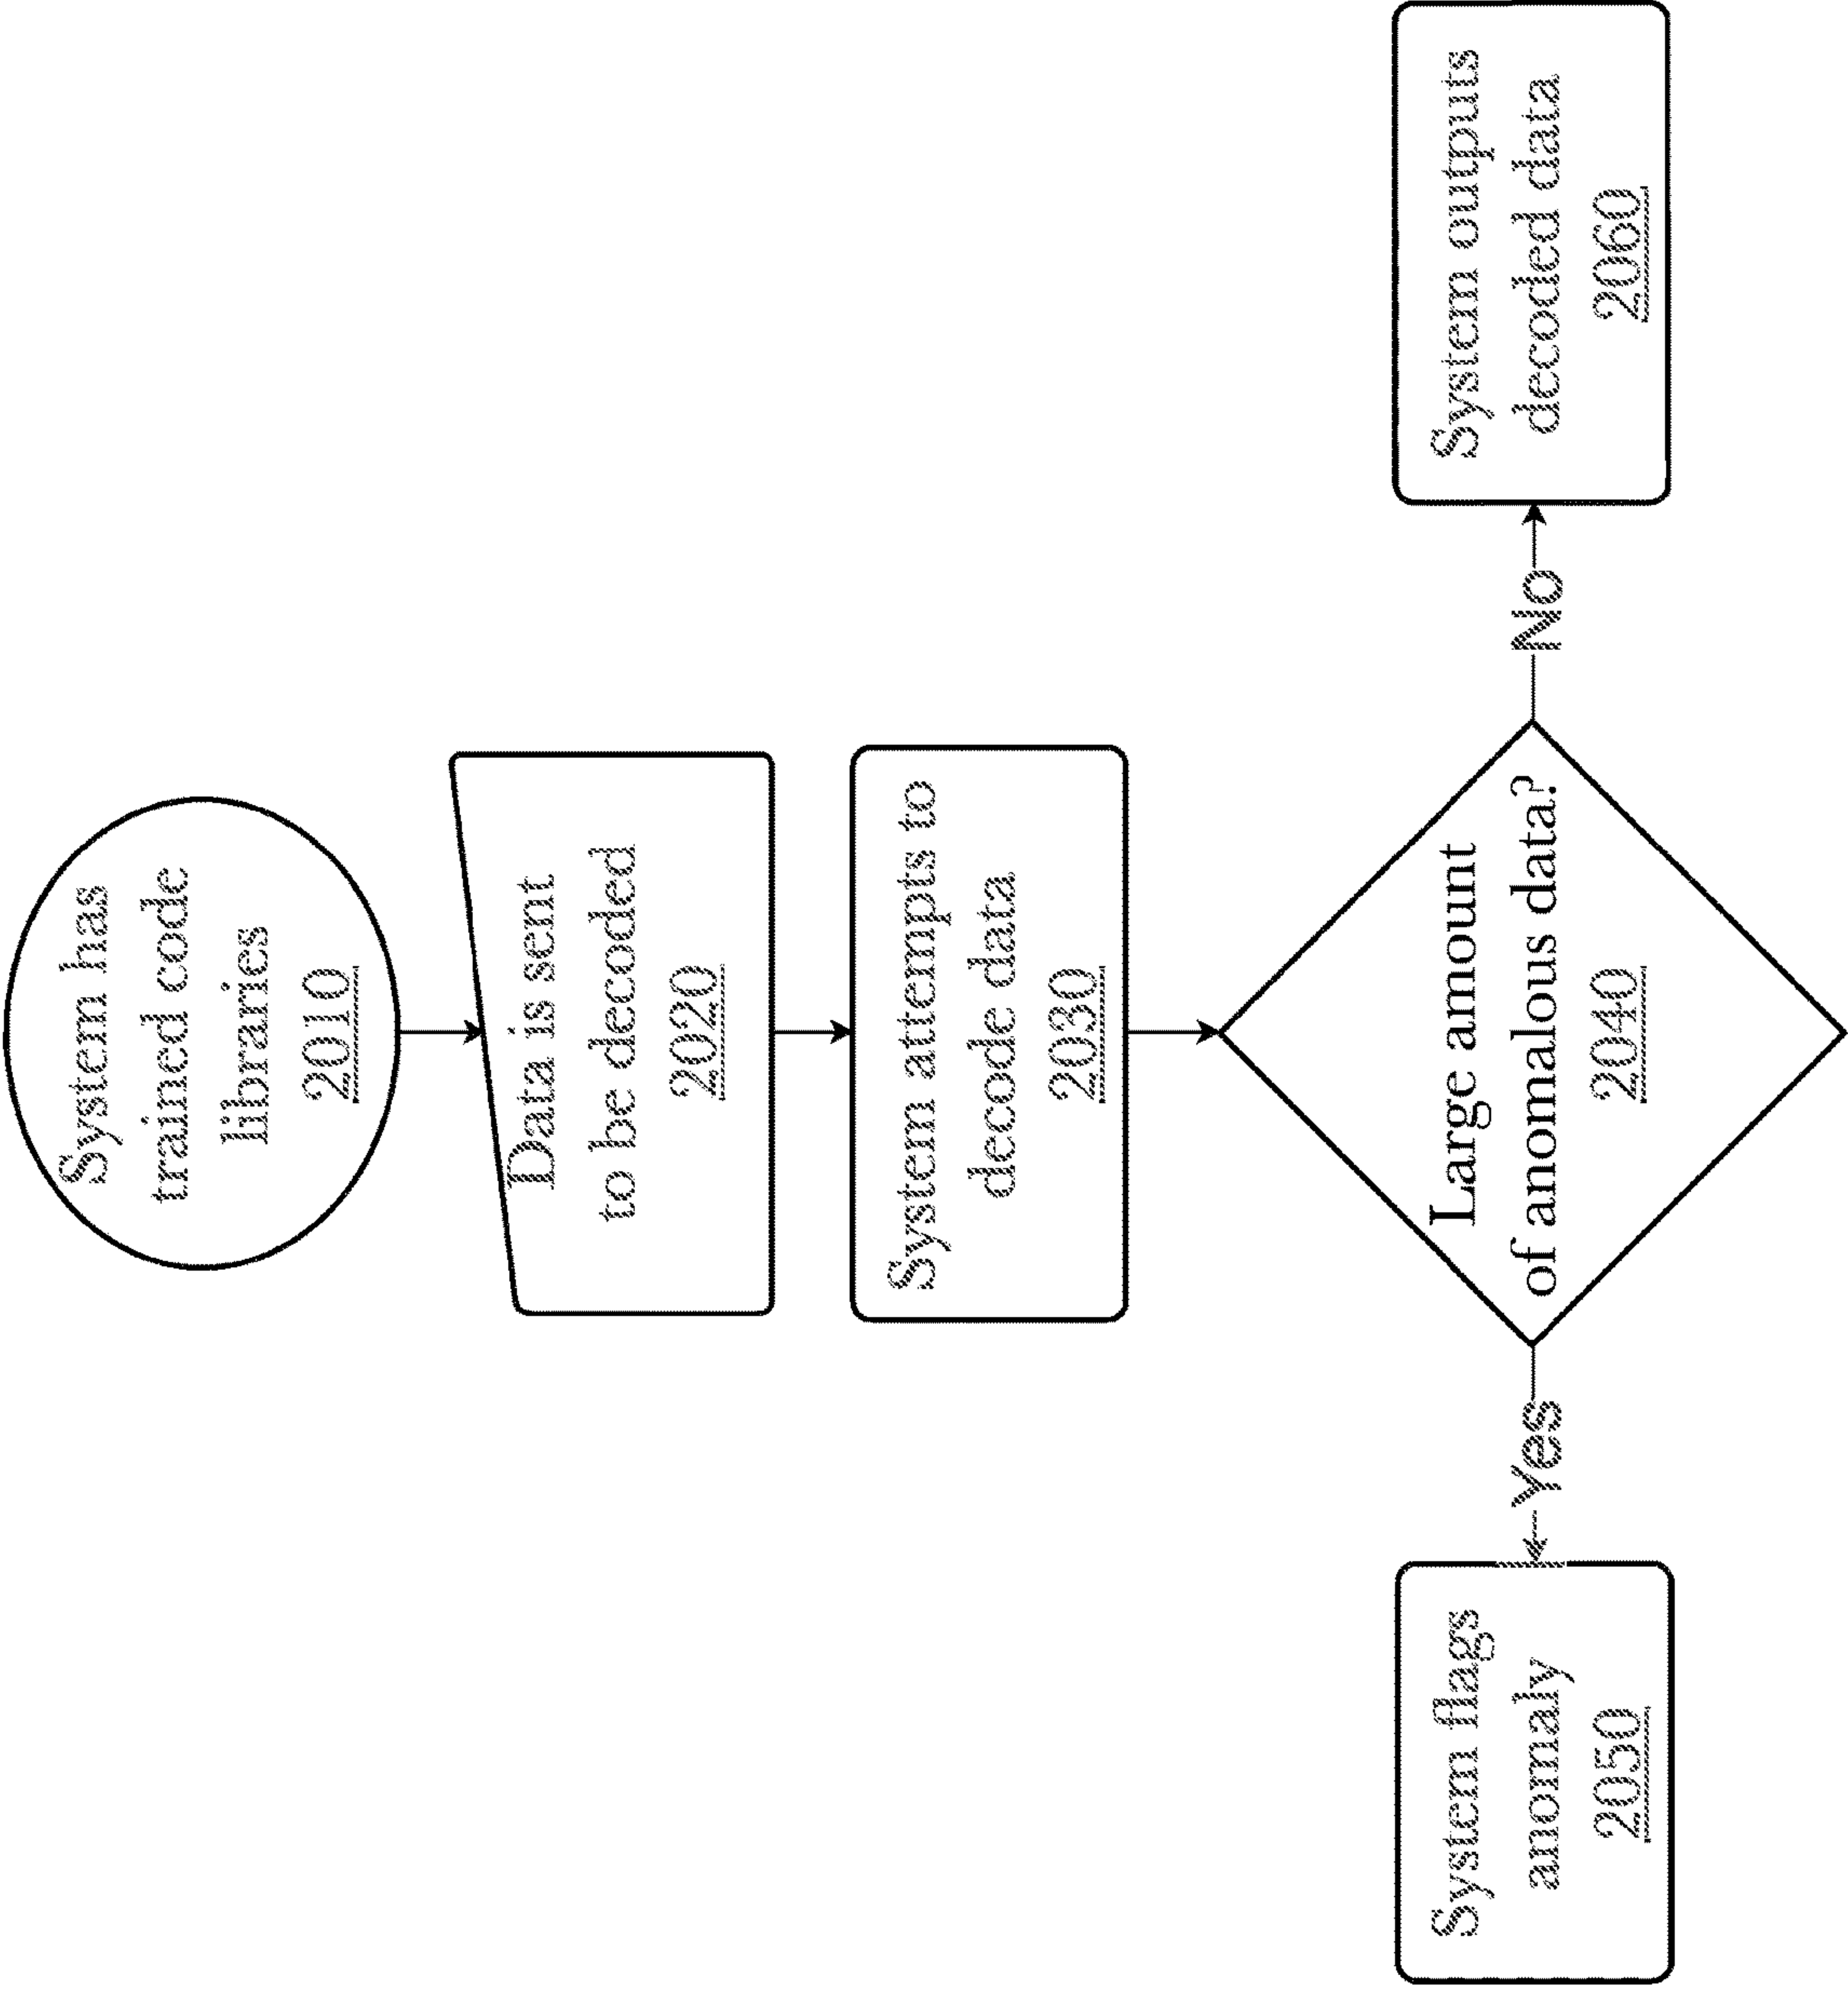 System has
trained code
libraries
2010
Data is sent
to be decoded
2020
System attempts to
decode data
2030
Large amount
of anomalous data?
2040
Yes
No
System flags
anomaly
2050
System outputs
decoded data
2060